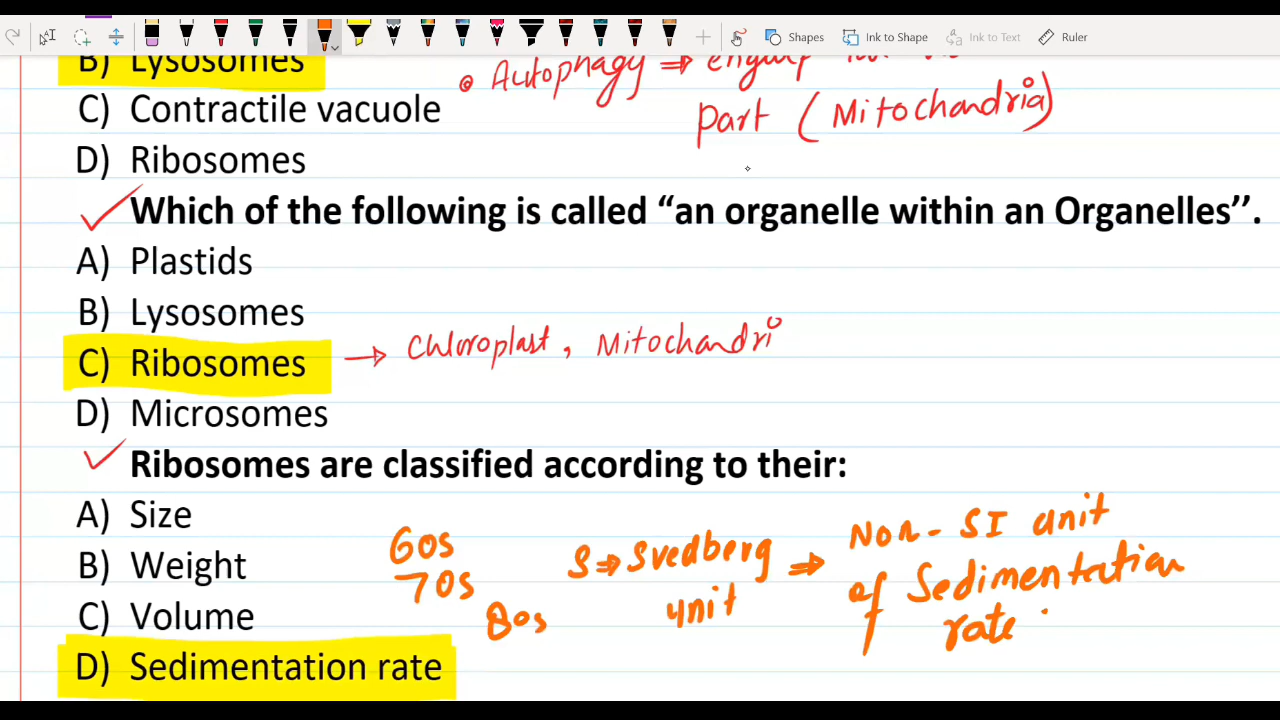 Shapes Ink to Shape Ink to Text Ruler
B) Lysosomes
Autophagy ⇒ engulf
C) Contractile vacuole
Part (Mitochandria)
D) Ribosomes
Which of the following is called “an organelle within an Organelles’’.
A) Plastids
B) Lysosomes
C) Ribosomes → Chloroplast, Mitochandri
D) Microsomes
Ribosomes are classified according to their:
A) Size
60s S ⇒ Svedberg unit ⇒ Non-SI unit of Sedimentation rate.
B) Weight
70s
C) Volume
80s
D) Sedimentation rate